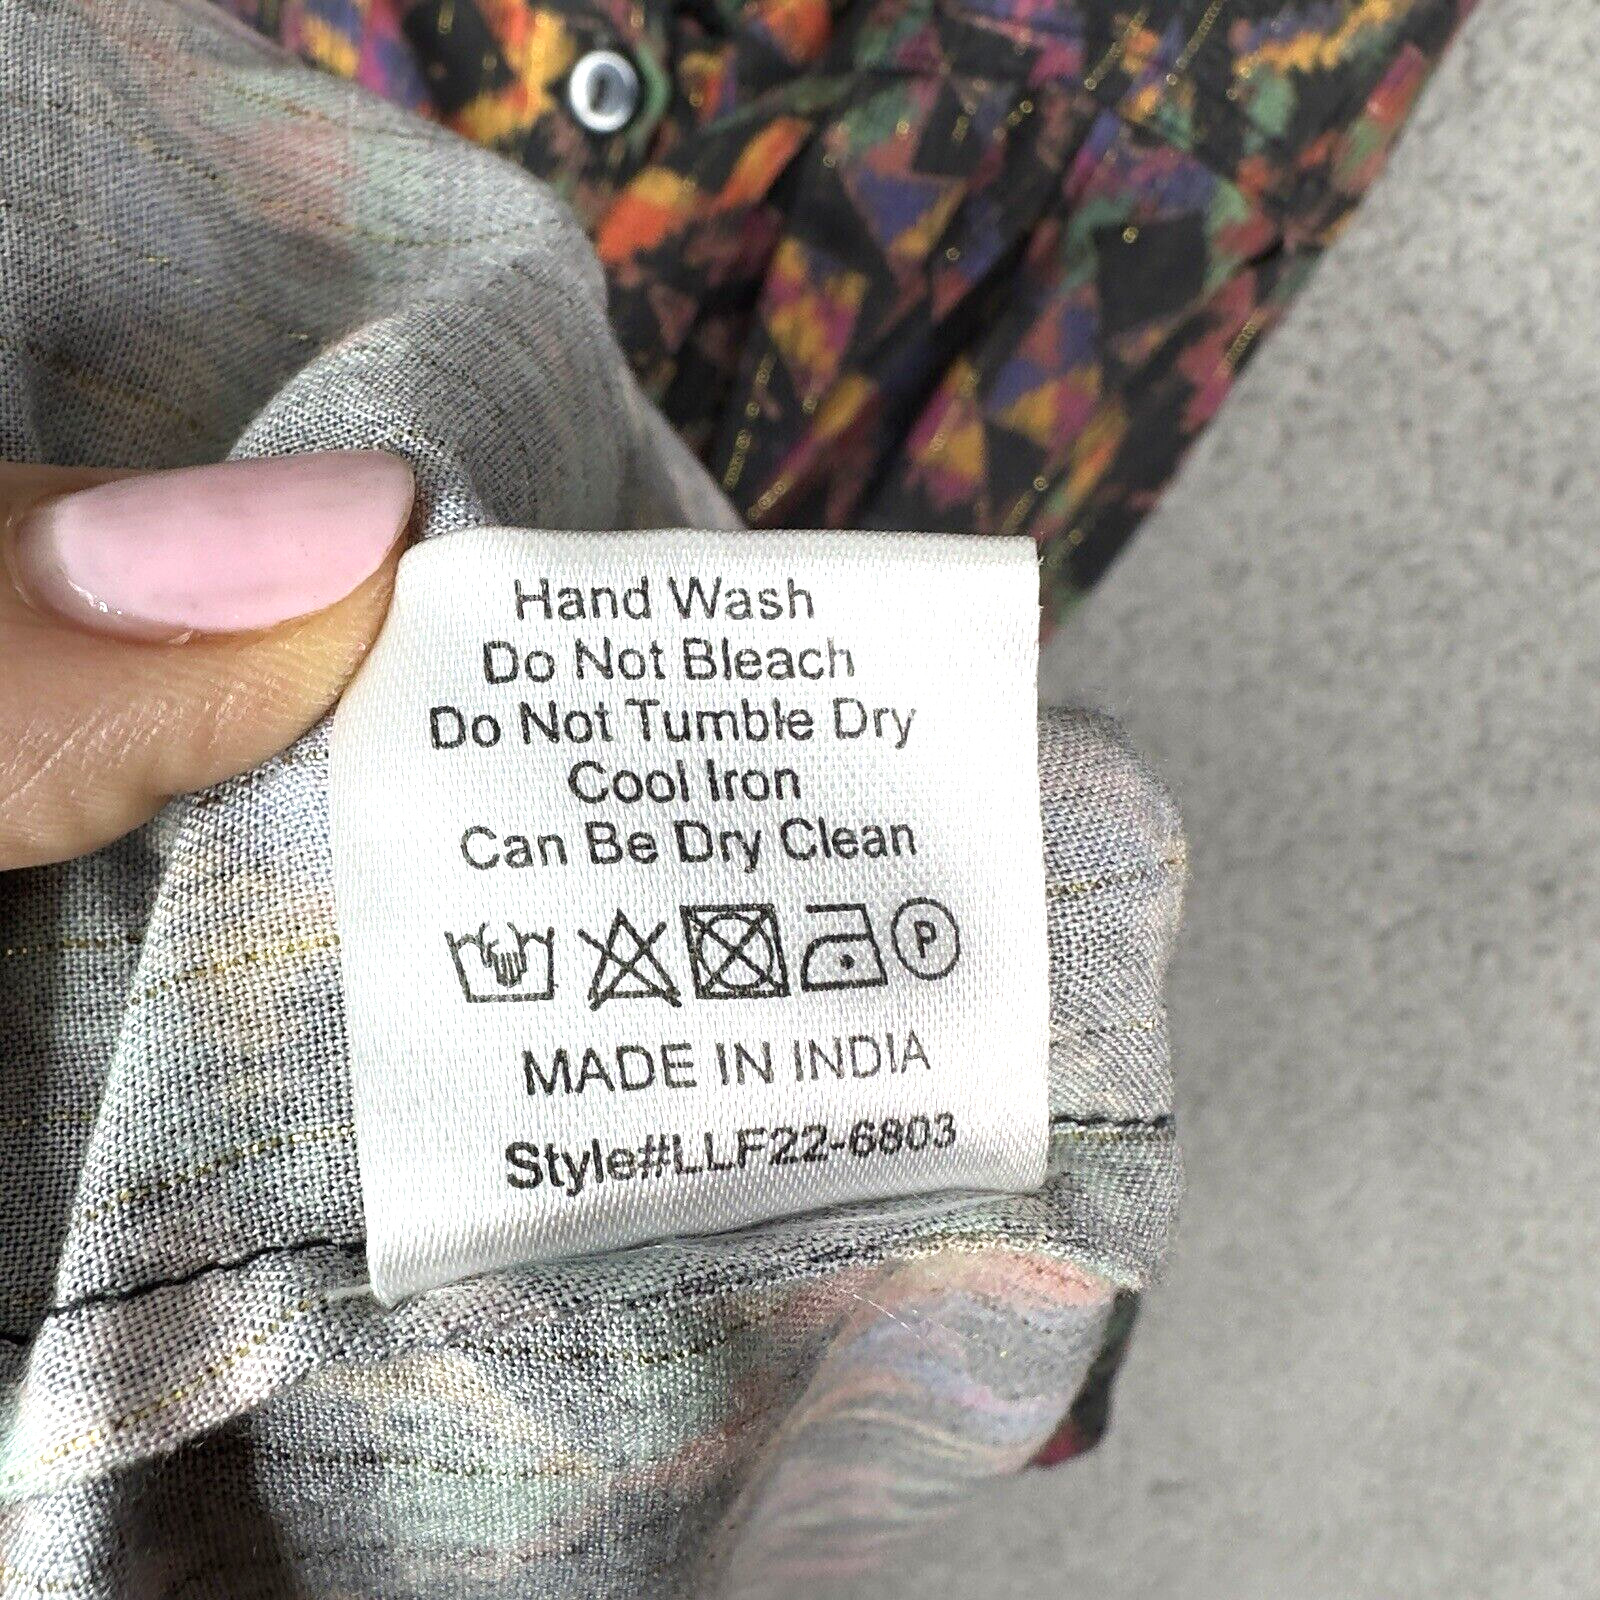 Hand Wash
Do Not Bleach
Do Not Tumble Dry
Cool Iron
Can Be Dry Clean
P
MADE IN INDIA
Style#LLF22-6803